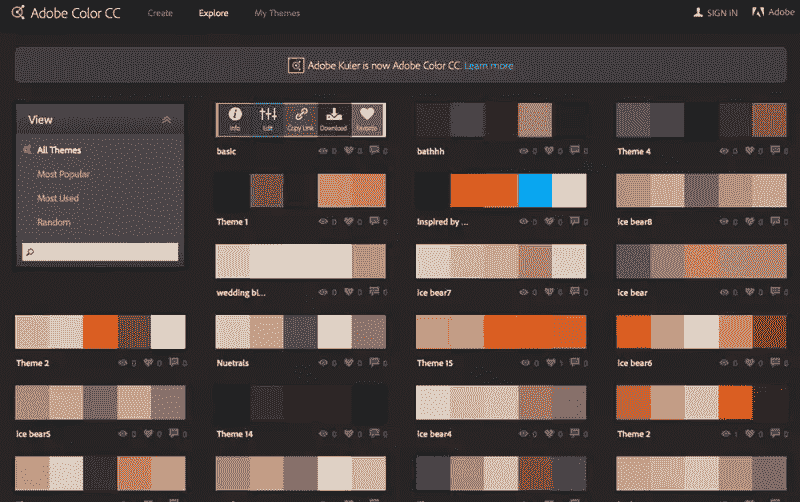 Adobe Color CC Create Explore My Themes SIGN IN Adobe
Adobe Kuler is now Adobe Color CC. Learn more.
View
All Themes
Most Popular
Most Used
Random
Info Edit Copy Link Download Favorite
basic 0 0 0
bathhh 0 0 0
Theme 4 0 0 0
Theme 1 0 0 0
Inspired by ... 0 0 0
ice bear8 0 0 0
wedding bl... 0 0 0
ice bear7 0 0 0
ice bear 0 0 0
Theme 2 0 0 0
Nuetrals 0 0 0
Theme 15 0 1 0
ice bear6 0 0 0
ice bear5 0 0 0
Theme 14 0 0 0
ice bear4 0 0 0
Theme 2 1 0 0